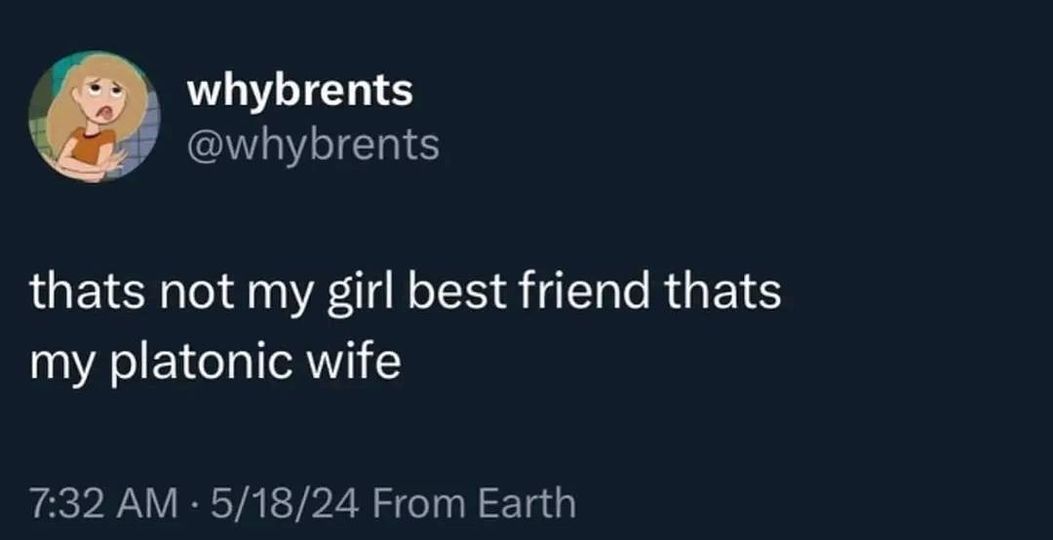 whybrents
@whybrents
thats not my girl best friend thats
my platonic wife
7:32 AM · 5/18/24 From Earth